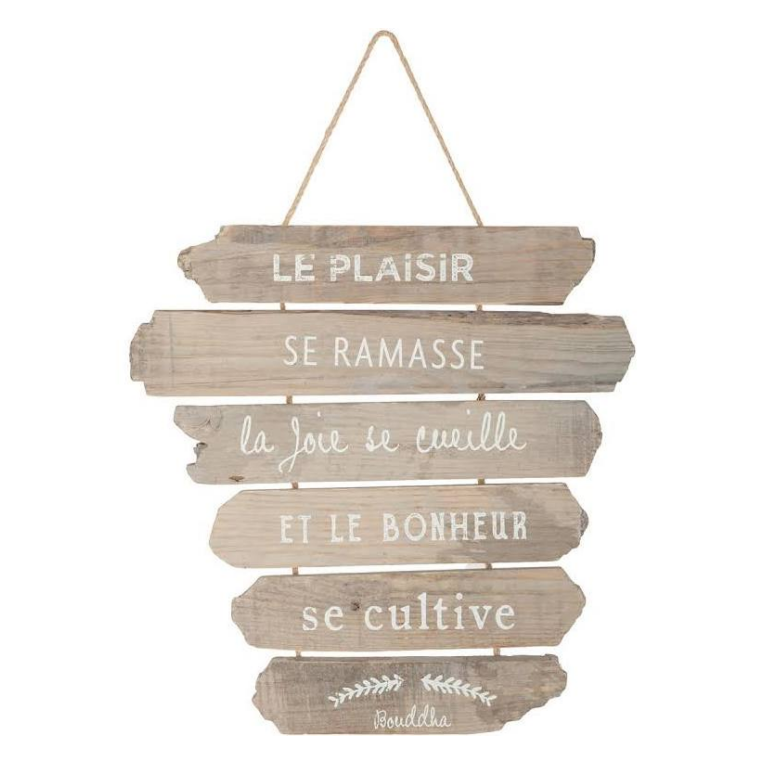 LE PLAiSiR
SE RAMASSE
la Joie se cueille
ET LE BONHEUR
se cultive
Bouddha